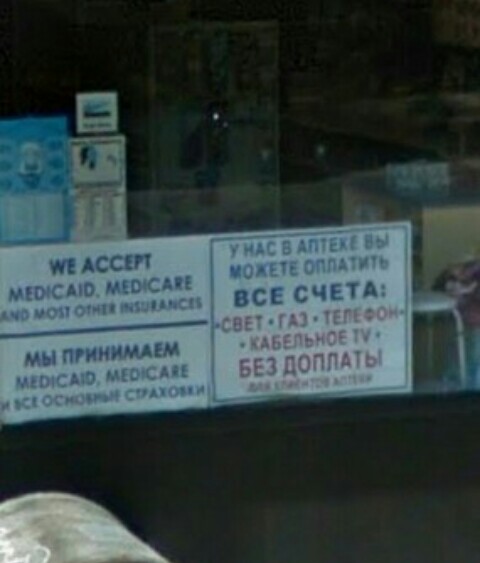 WE ACCEPT
MEDICAID, MEDICARE
AND MOST OTHER INSURANCES
МЫ ПРИНИМАЕМ
MEDICAID, MEDICARE
И ВСЕ ОСНОВНЫЕ СТРАХОВКИ
У НАС В АПТЕКЕ ВЫ
МОЖЕТЕ ОПЛАТИТЬ
ВСЕ СЧЕТА:
•СВЕТ • ГАЗ • ТЕЛЕФОН•
• КАБЕЛЬНОЕ TV •
БЕЗ ДОПЛАТЫ
ДЛЯ КЛИЕНТОВ АПТЕКИ